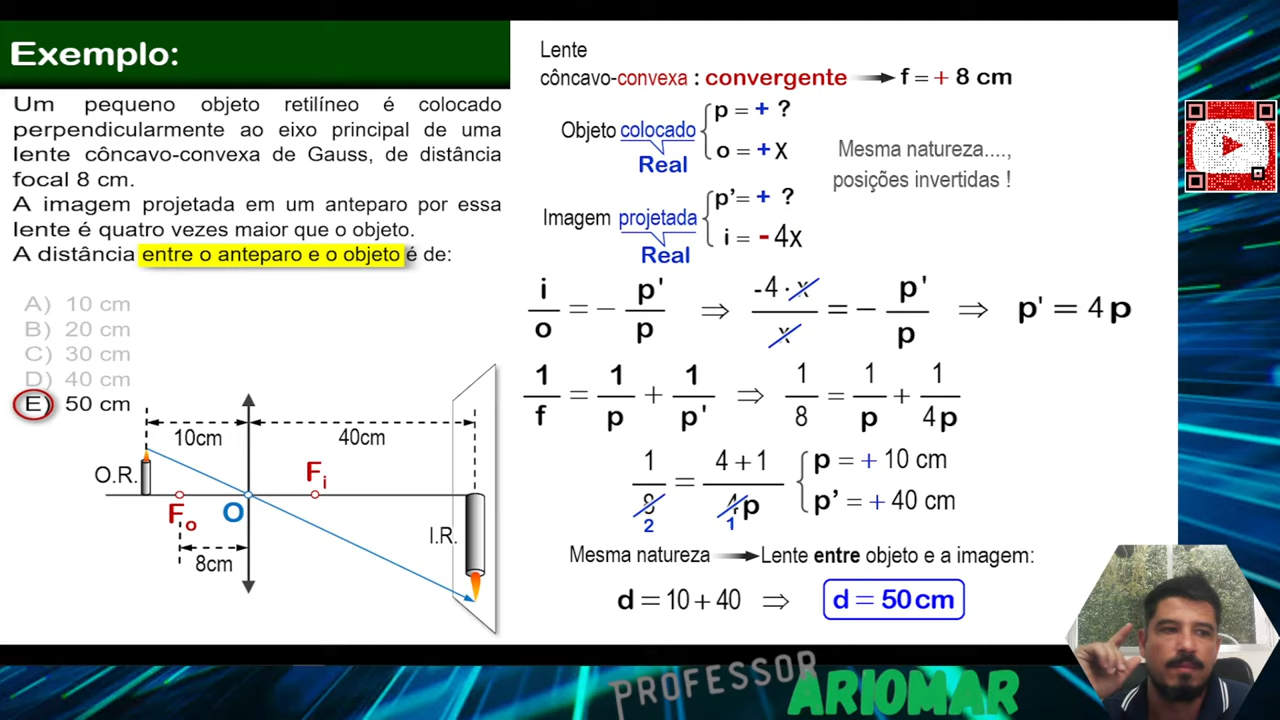 Exemplo:
Um pequeno objeto retilíneo é colocado
perpendicularmente ao eixo principal de uma
lente côncavo-convexa de Gauss, de distância
focal 8 cm.
A imagem projetada em um anteparo por essa
lente é quatro vezes maior que o objeto.
A distância entre o anteparo e o objeto é de:
A) 10 cm
B) 20 cm
C) 30 cm
D) 40 cm
E) 50 cm
10cm
40cm
O.R.
Fi
Fo
O
I.R.
8cm
Lente
côncavo-convexa : convergente → f = + 8 cm
Objeto colocado
Real
p = + ?
o = + x
Mesma natureza....,
posições invertidas !
Imagem projetada
Real
p’= + ?
i = - 4x
i/o = − p'/p ⇒ -4 · x/x = − p'/p ⇒ p' = 4p
1/f = 1/p + 1/p' ⇒ 1/8 = 1/p + 1/4p
1/8 = 4+1/4p
2 1
p = + 10 cm
p’ = + 40 cm
Mesma natureza → Lente entre objeto e a imagem:
d = 10 + 40 ⇒ d = 50 cm
PROFESSOR
ARIOMAR